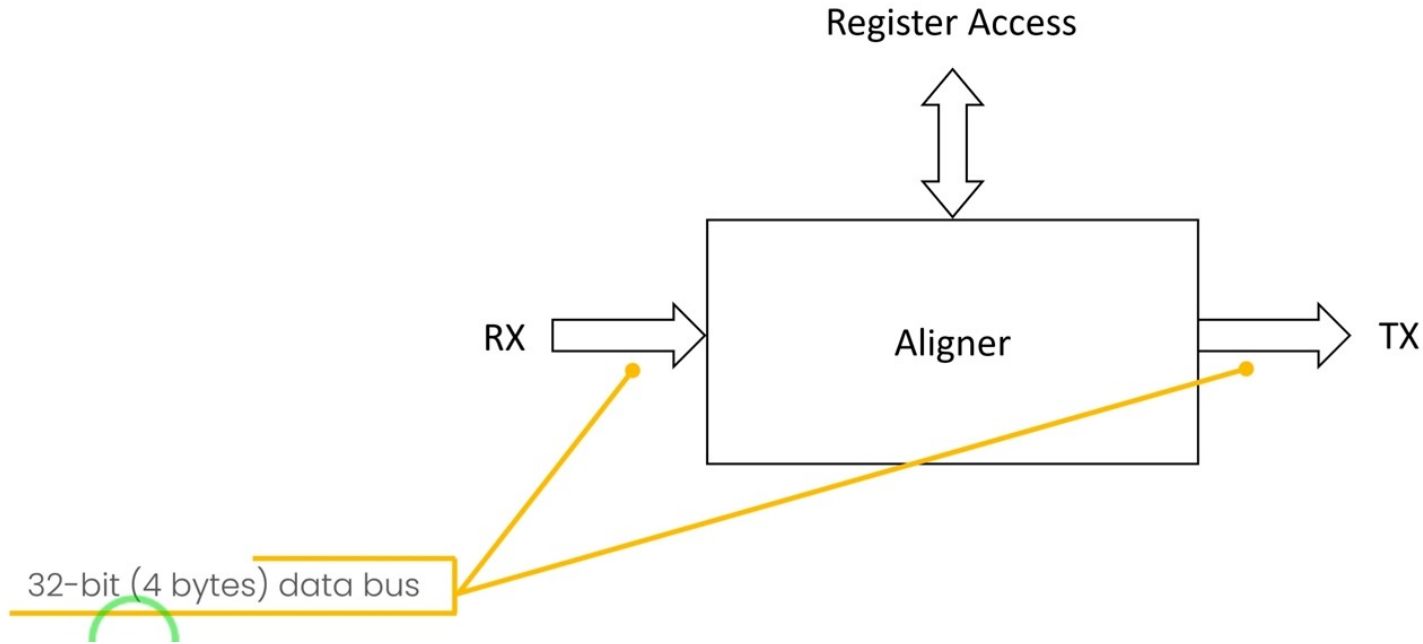 Register Access
RX
Aligner
TX
32-bit (4 bytes) data bus